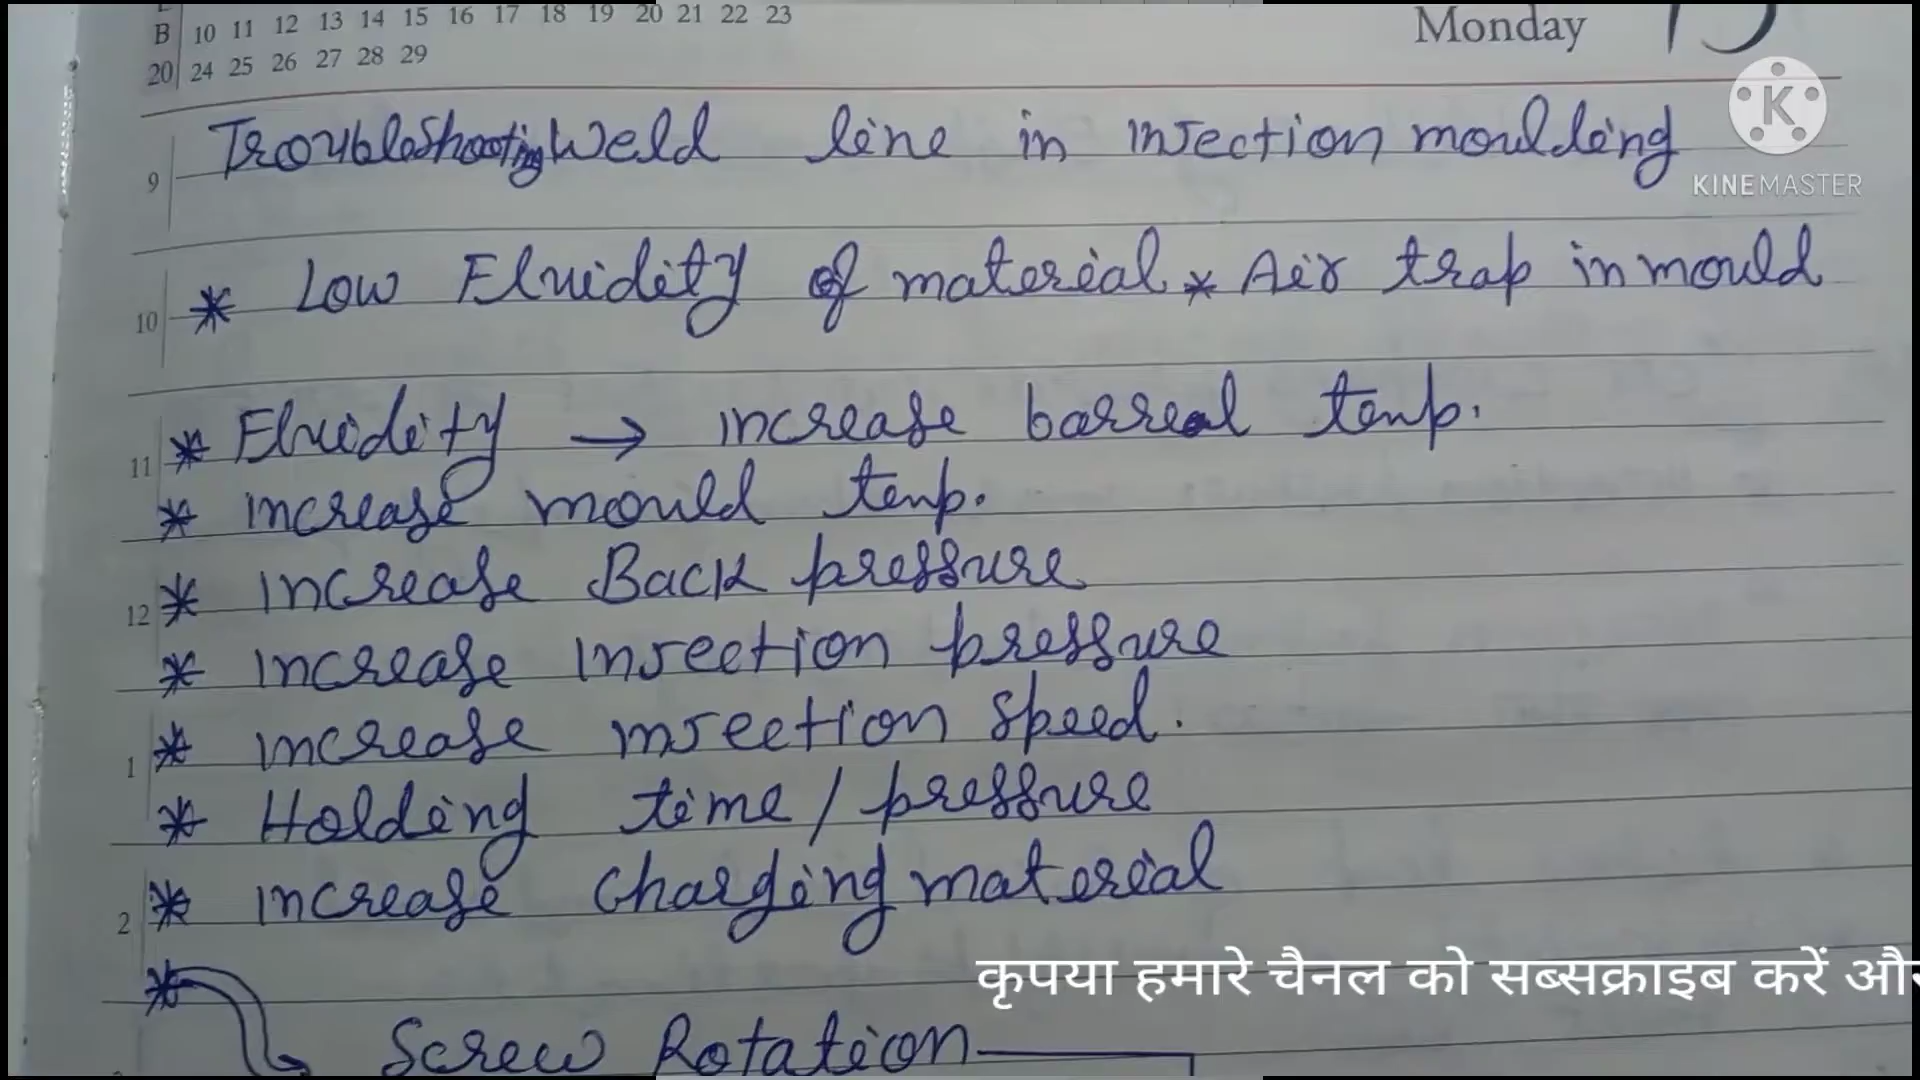 B 10 11 12 13 14 15 16 17 18 19 20 21 22 23
20 24 25 26 27 28 29
Monday
KINEMASTER
9 Troubleshooting Weld line in injection moulding
10 * Low Fluidity of material * Air trap in mould
11 * Fluidity → increase barreal temp.
* increase mould temp.
12 * increase Back pressure
* increase injection pressure
1 * increase injection speed.
* Holding time / pressure
2 * increase charging material
कृपया हमारे चैनल को सब्सक्राइब करें
* Screw Rotation